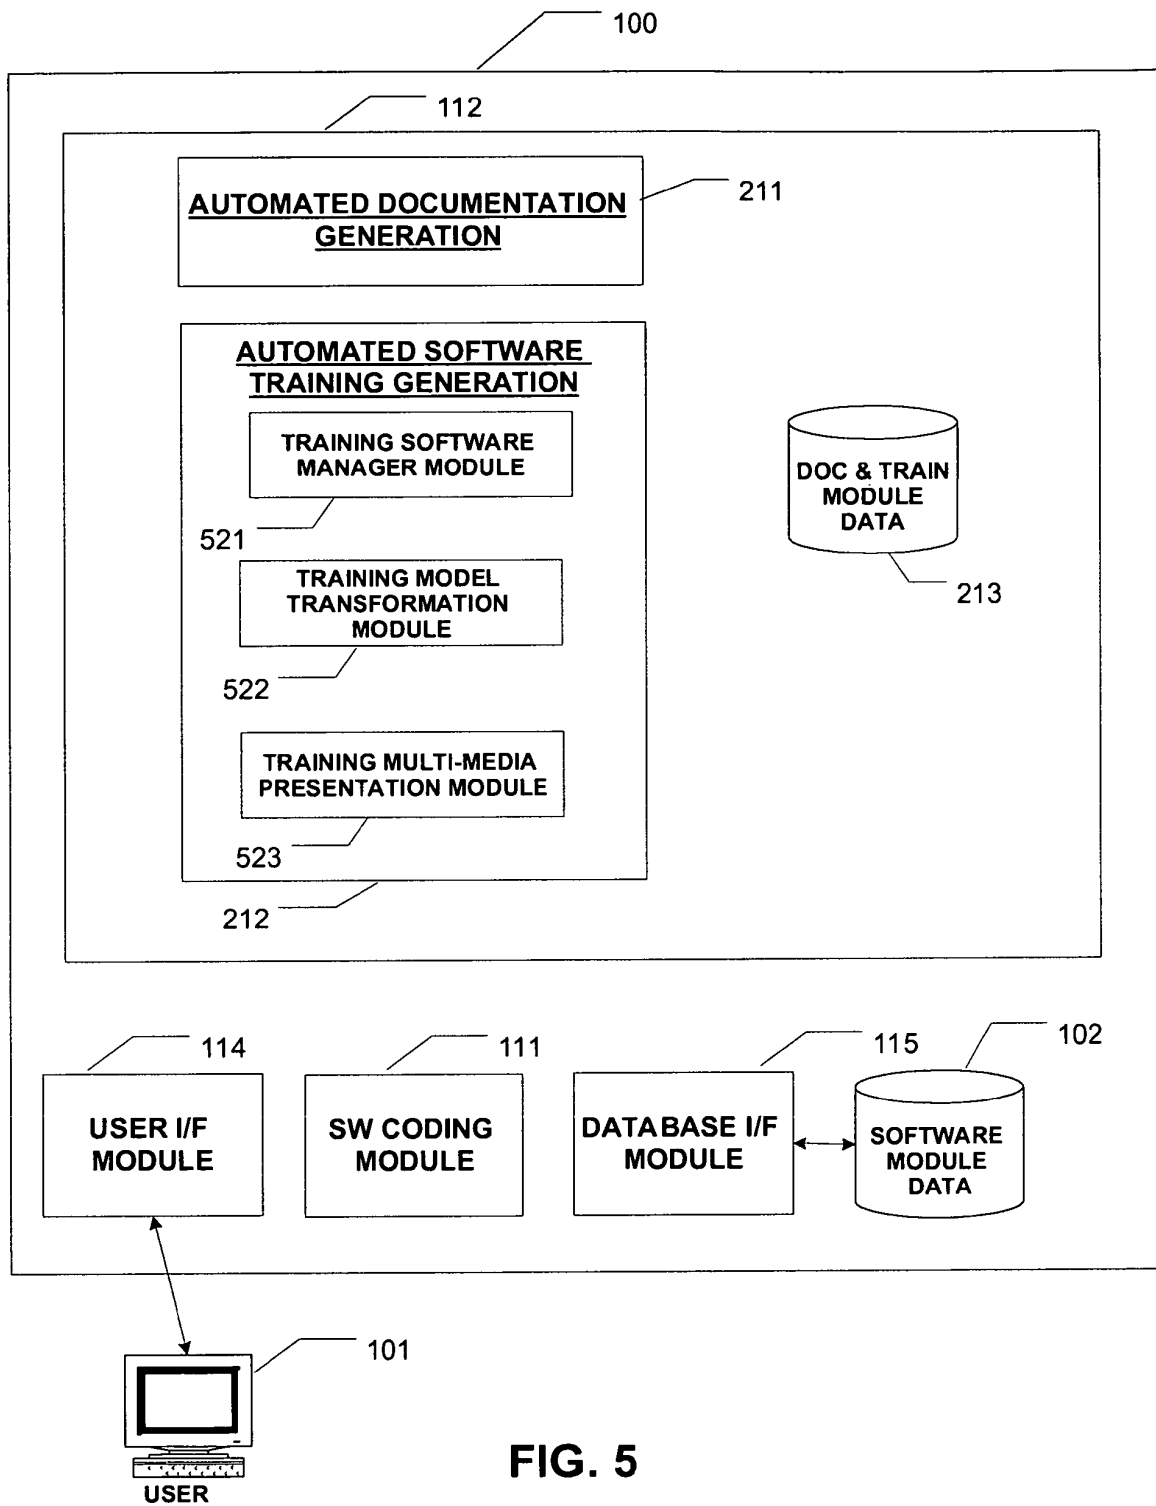 100
112
AUTOMATED DOCUMENTATION
GENERATION
211
AUTOMATED SOFTWARE
TRAINING GENERATION
TRAINING SOFTWARE
MANAGER MODULE
521
DOC & TRAIN
MODULE
DATA
213
TRAINING MODEL
TRANSFORMATION
MODULE
522
TRAINING MULTI-MEDIA
PRESENTATION MODULE
523
212
114
111
115
102
USER I/F
MODULE
SW CODING
MODULE
DATABASE I/F
MODULE
SOFTWARE
MODULE
DATA
101
USER
FIG. 5